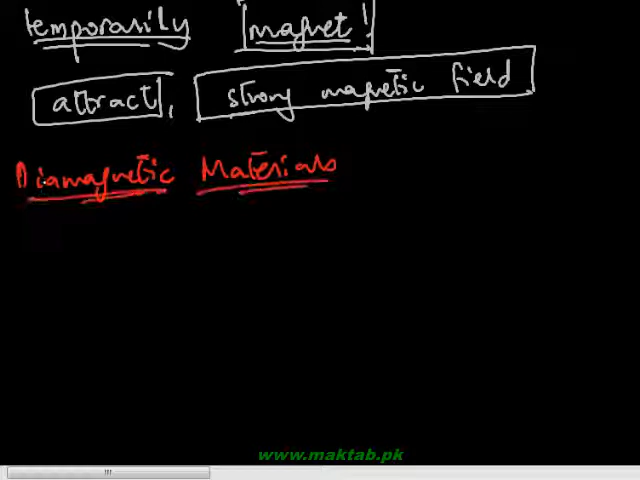 temporarily magnet!
attract, strong magnetic field
Diamagnetic Materials
www.maktab.pk